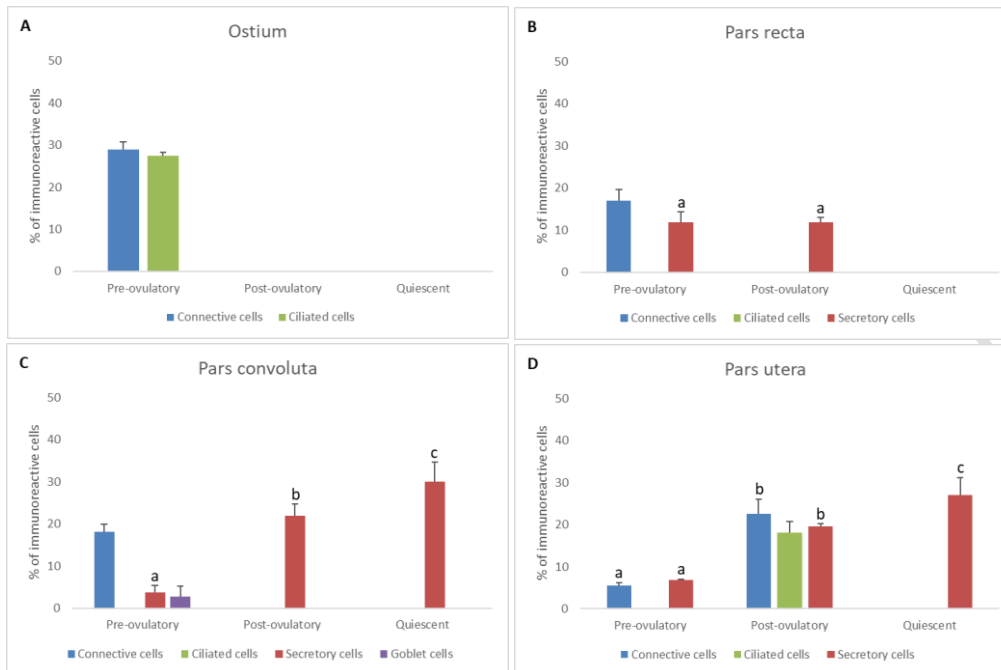 A
Ostium
% of immunoreactive cells
50
40
30
20
10
0
Pre-ovulatory Post-ovulatory Quiescent
Connective cells Ciliated cells
B
Pars recta
% of immunoreactive cells
50
40
30
20
10
0
a
a
Pre-ovulatory Post-ovulatory Quiescent
Connective cells Ciliated cells Secretory cells
C
Pars convoluta
% of immunoreactive cells
50
40
30
20
10
0
a
b
c
Pre-ovulatory Post-ovulatory Quiescent
Connective cells Ciliated cells Secretory cells Goblet cells
D
Pars utera
% of immunoreactive cells
50
40
30
20
10
0
a
a
b
b
c
Pre-ovulatory Post-ovulatory Quiescent
Connective cells Ciliated cells Secretory cells